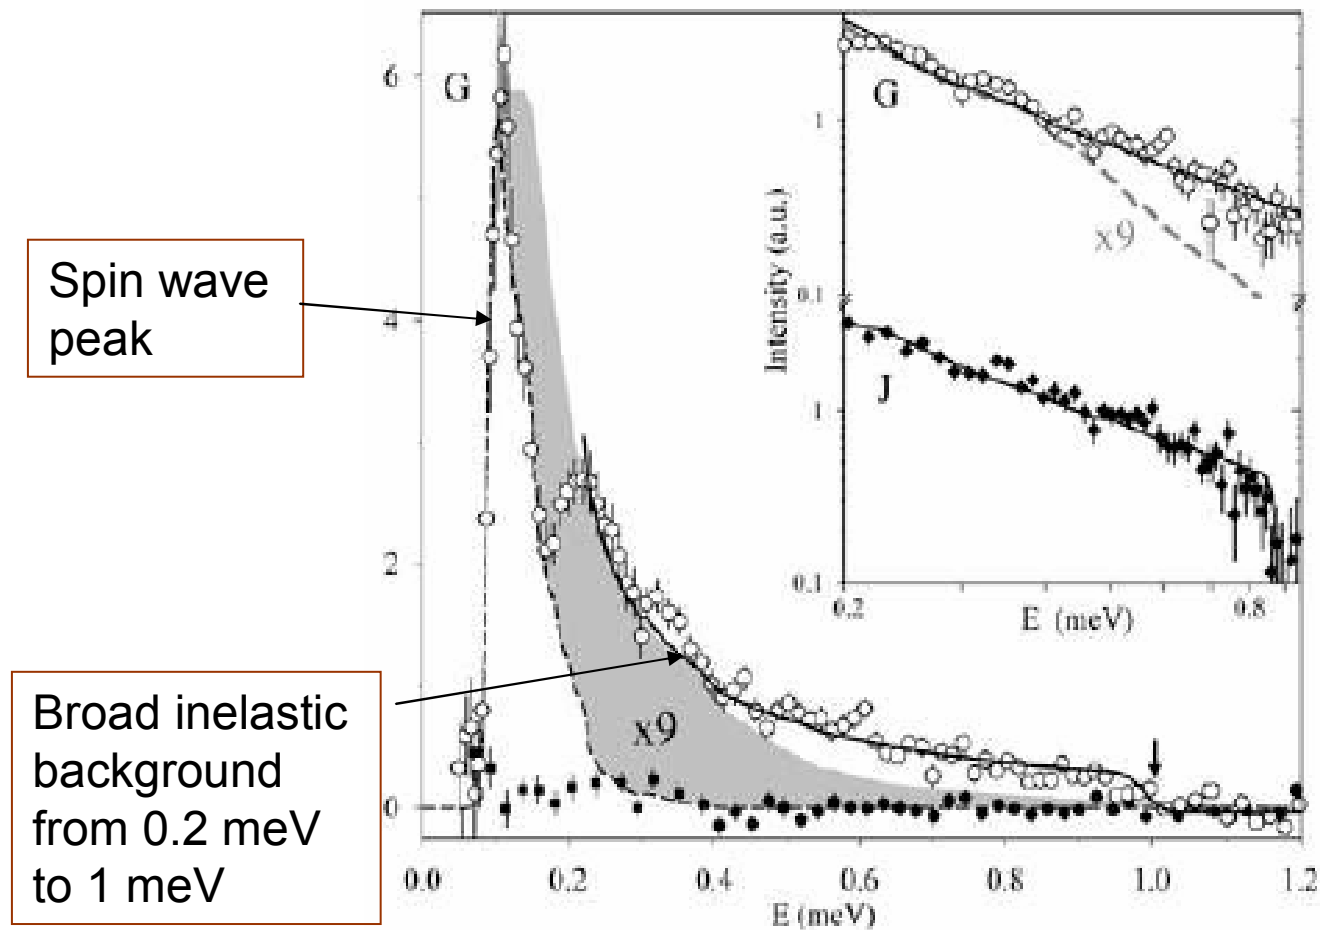 G
6
4
2
0
0.0 0.2 0.4 0.6 0.8 1.0 1.2
E (meV)
x9
Spin wave
peak
Broad inelastic
background
from 0.2 meV
to 1 meV
G
1
x9
0.1
Intensity (a.u.)
J
1
0.1
0.2 0.8
E (meV)